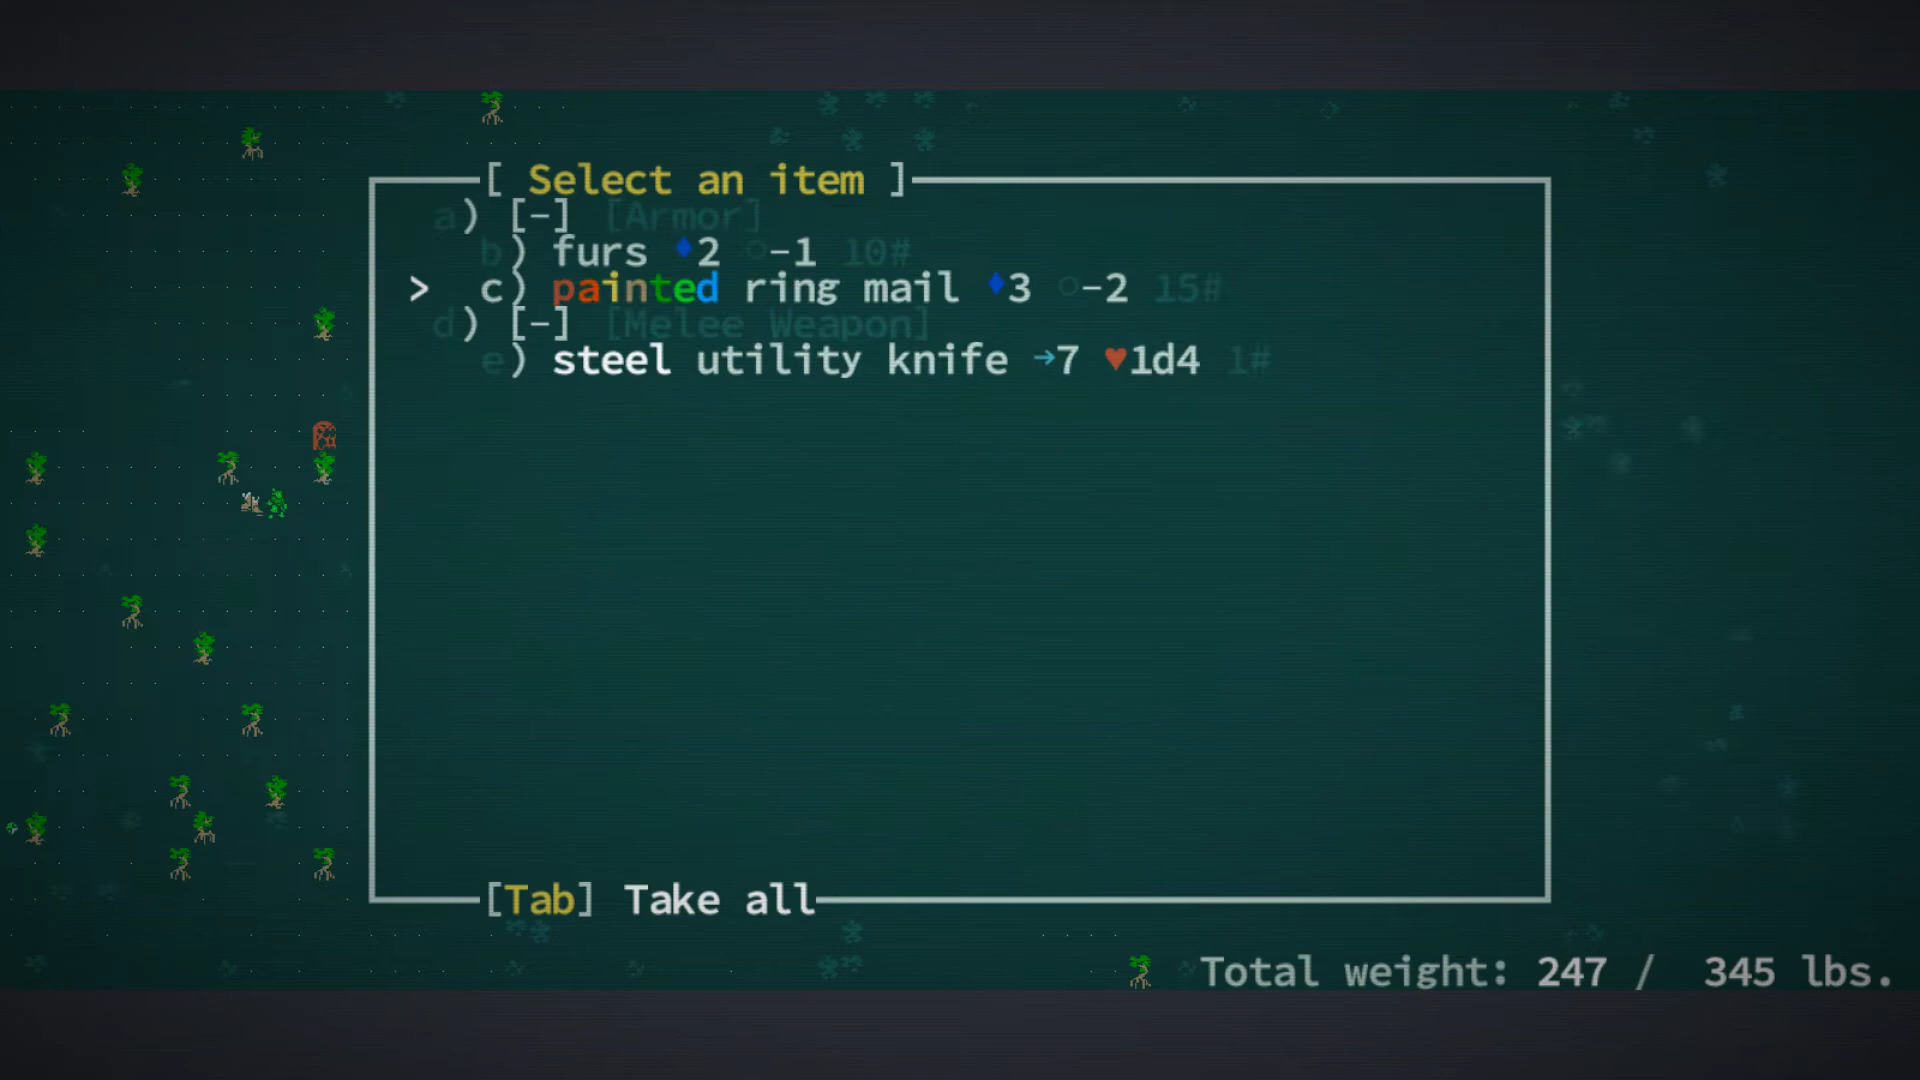 [ Select an item ]
a) [-] [Armor]
b) furs ♦2 ○-1 10#
> c) painted ring mail ♦3 ○-2 15#
d) [-] [Melee Weapon]
e) steel utility knife →7 ♥1d4 1#
[Tab] Take all
Total weight: 247 / 345 lbs.